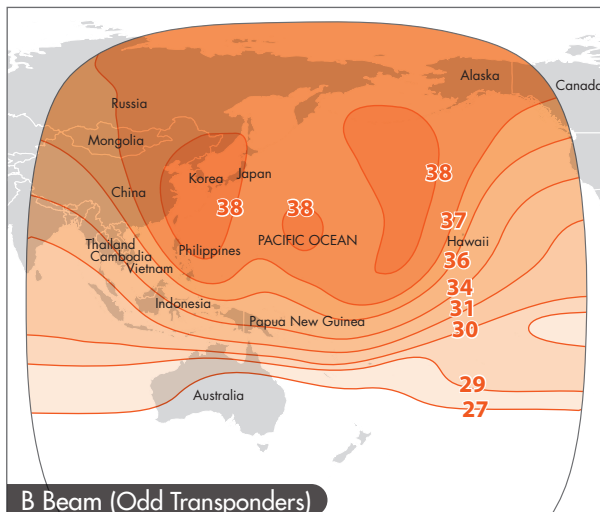 Alaska
Canada
Russia
Mongolia
Korea
Japan
38
China
38
38
37
Thailand
Cambodia
Vietnam
Philippines
PACIFIC OCEAN
Hawaii
36
34
Indonesia
31
Papua New Guinea
30
29
Australia
27
B Beam (Odd Transponders)